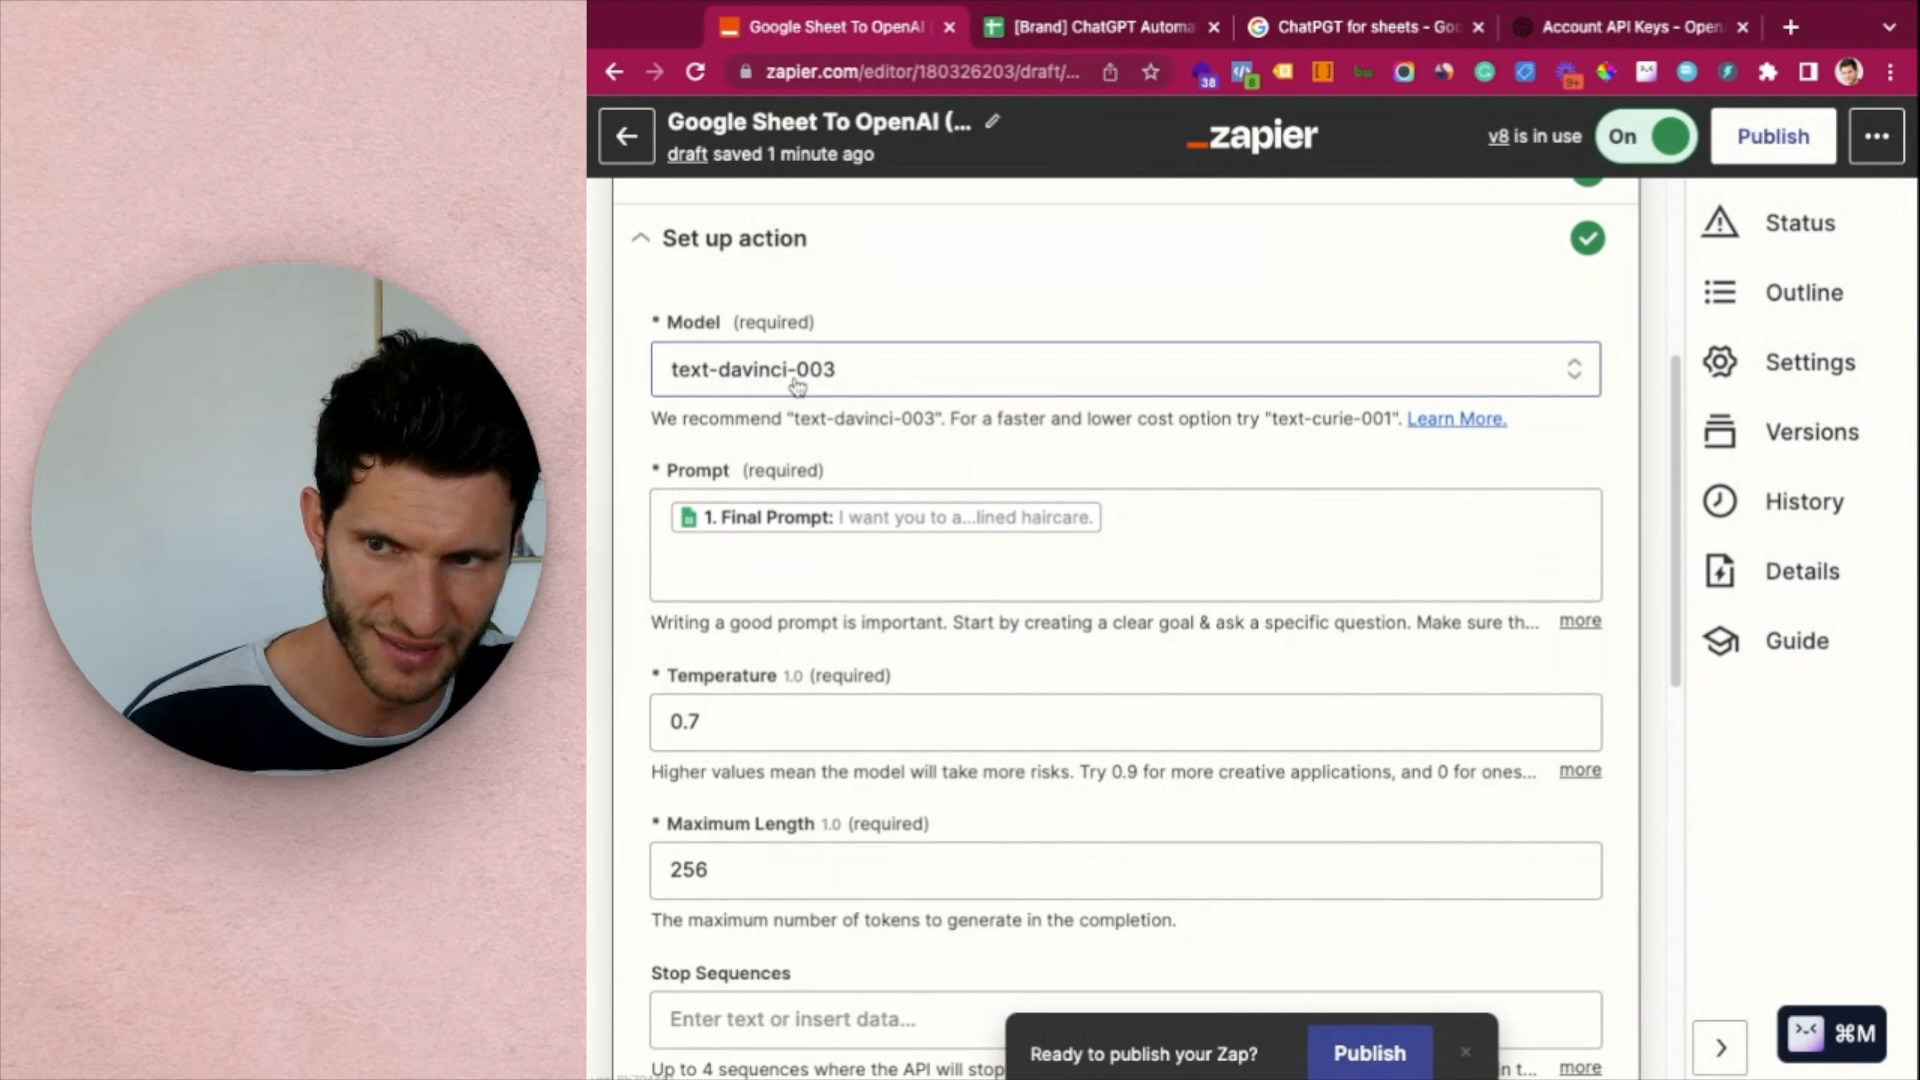 Google Sheet To OpenAI
[Brand] ChatGPT Automa
ChatPGT for sheets - Goo
Account API Keys - Open
zapier.com/editor/180326203/draft/...
38
8
9+
Google Sheet To OpenAI (...
draft saved 1 minute ago
_zapier
v8 is in use
On
Publish
Set up action
* Model (required)
text-davinci-003
We recommend "text-davinci-003". For a faster and lower cost option try "text-curie-001". Learn More.
* Prompt (required)
1. Final Prompt: I want you to a...lined haircare.
Writing a good prompt is important. Start by creating a clear goal & ask a specific question. Make sure th... more
* Temperature 1.0 (required)
0.7
Higher values mean the model will take more risks. Try 0.9 for more creative applications, and 0 for ones... more
* Maximum Length 1.0 (required)
256
The maximum number of tokens to generate in the completion.
Stop Sequences
Enter text or insert data...
Up to 4 sequences where the API will stop
n t... more
Ready to publish your Zap?
Publish
Status
Outline
Settings
Versions
History
Details
Guide
⌘M